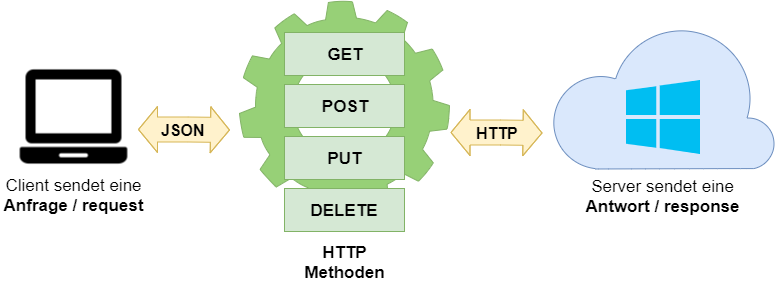 GET
POST
PUT
DELETE
JSON
HTTP
Client sendet eine
Anfrage / request
HTTP
Methoden
Server sendet eine
Antwort / response